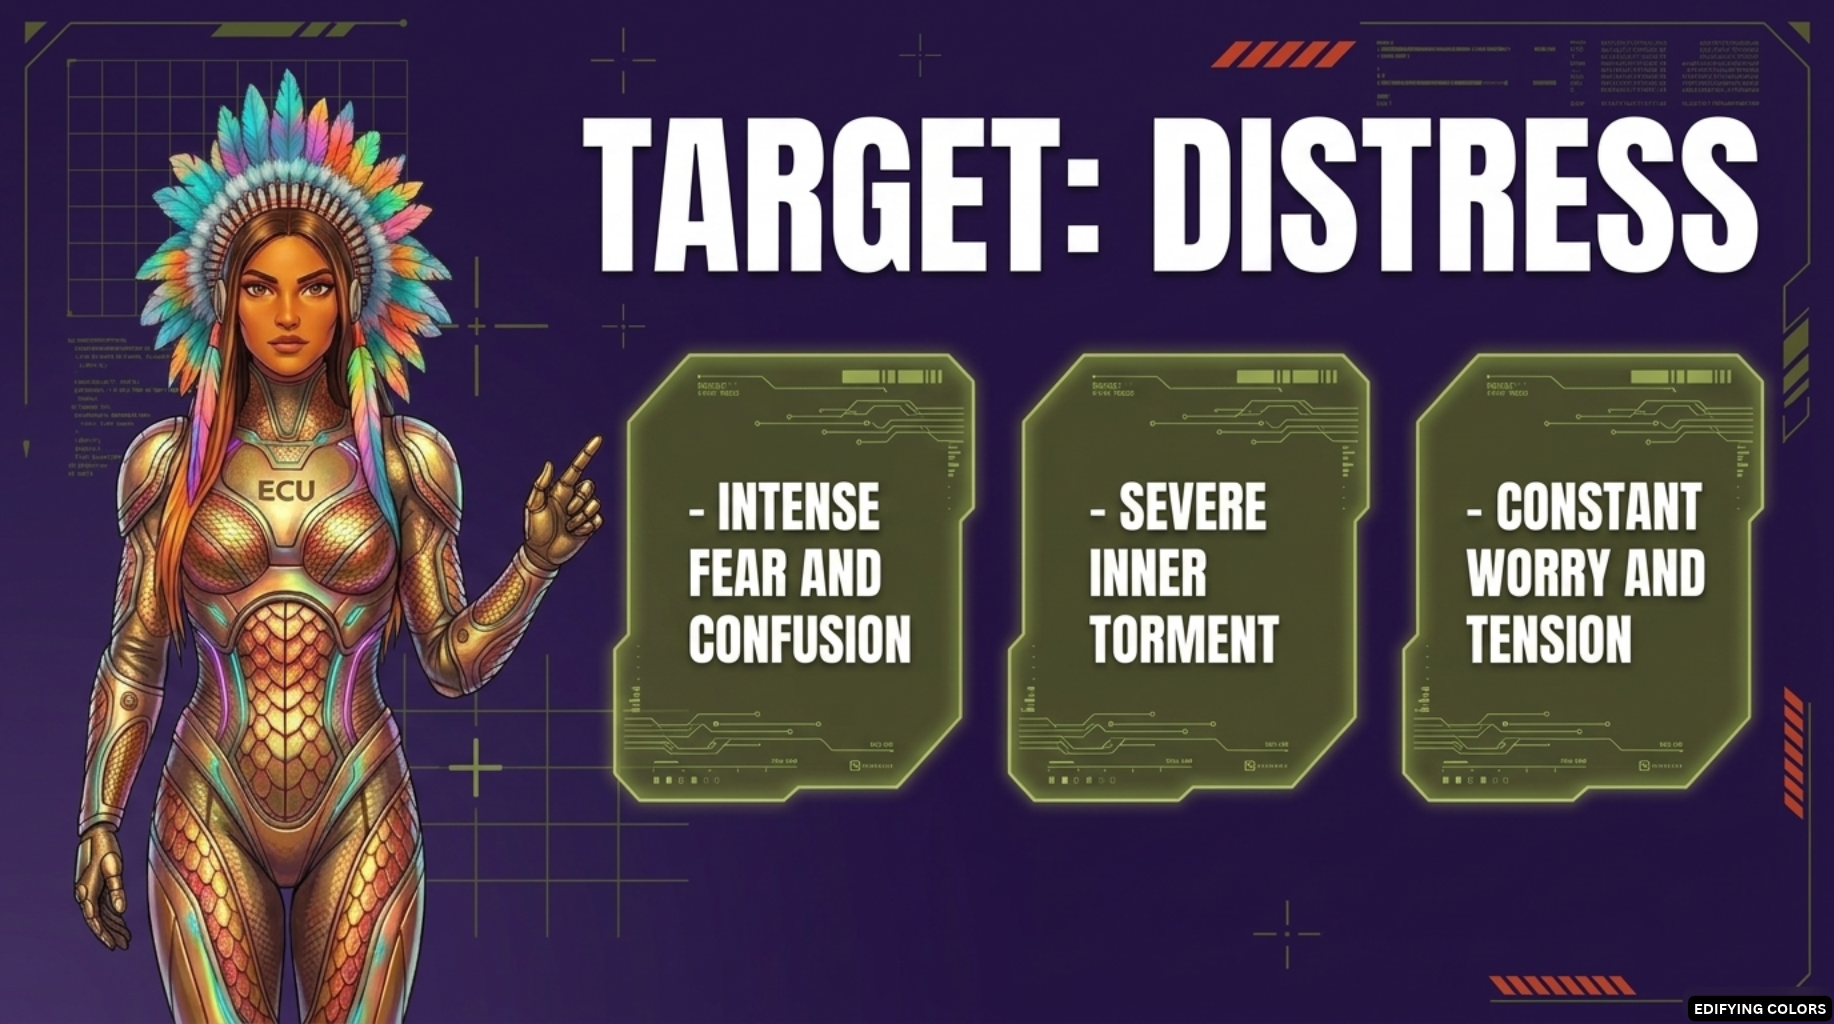 TARGET: DISTRESS
ECU
- INTENSE
FEAR AND
CONFUSION
- SEVERE
INNER
TORMENT
- CONSTANT
WORRY AND
TENSION
EDIFYING COLORS